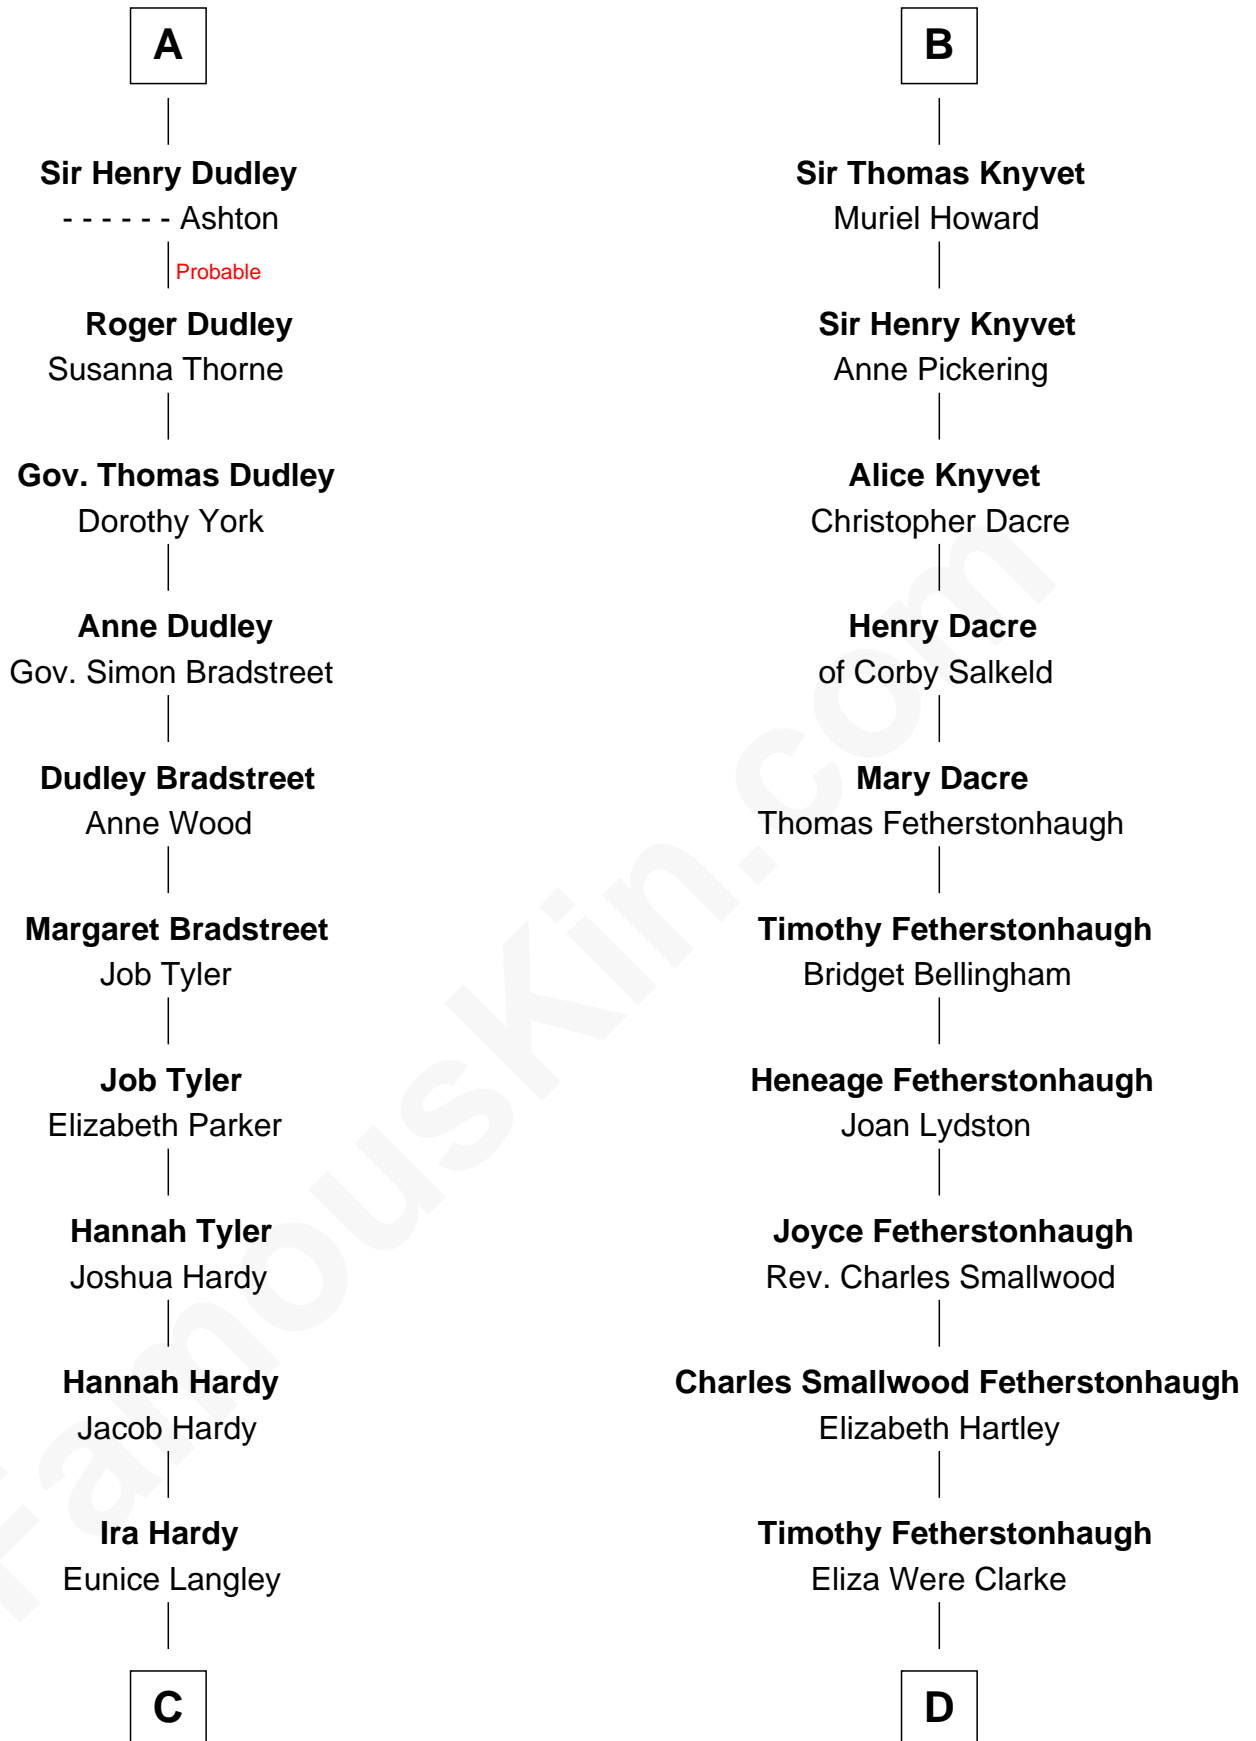 A
Sir Henry Dudley
- - - - - - Ashton
Probable
Roger Dudley
Susanna Thorne
Gov. Thomas Dudley
Dorothy York
Anne Dudley
Gov. Simon Bradstreet
Dudley Bradstreet
Anne Wood
Margaret Bradstreet
Job Tyler
Job Tyler
Elizabeth Parker
Hannah Tyler
Joshua Hardy
Hannah Hardy
Jacob Hardy
Ira Hardy
Eunice Langley
C
B
Sir Thomas Knyvet
Muriel Howard
Sir Henry Knyvet
Anne Pickering
Alice Knyvet
Christopher Dacre
Henry Dacre
of Corby Salkeld
Mary Dacre
Thomas Fetherstonhaugh
Timothy Fetherstonhaugh
Bridget Bellingham
Heneage Fetherstonhaugh
Joan Lydston
Joyce Fetherstonhaugh
Rev. Charles Smallwood
Charles Smallwood Fetherstonhaugh
Elizabeth Hartley
Timothy Fetherstonhaugh
Eliza Were Clarke
D
FamousKin.com